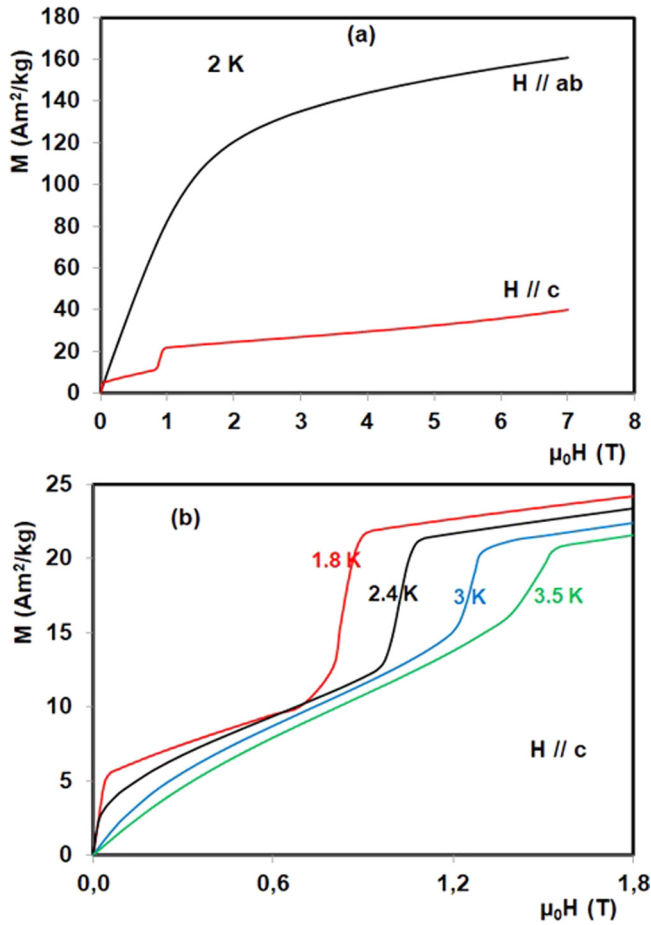 (a)
180
160
140
120
100
80
60
40
20
0
M (Am²/kg)
2 K
H // ab
H // c
0 1 2 3 4 5 6 7 8
µ₀H (T)
(b)
25
20
15
10
5
0
M (Am²/kg)
1.8 K
2.4 K
3 K
3.5 K
H // c
0,0 0,6 1,2 1,8
µ₀H (T)